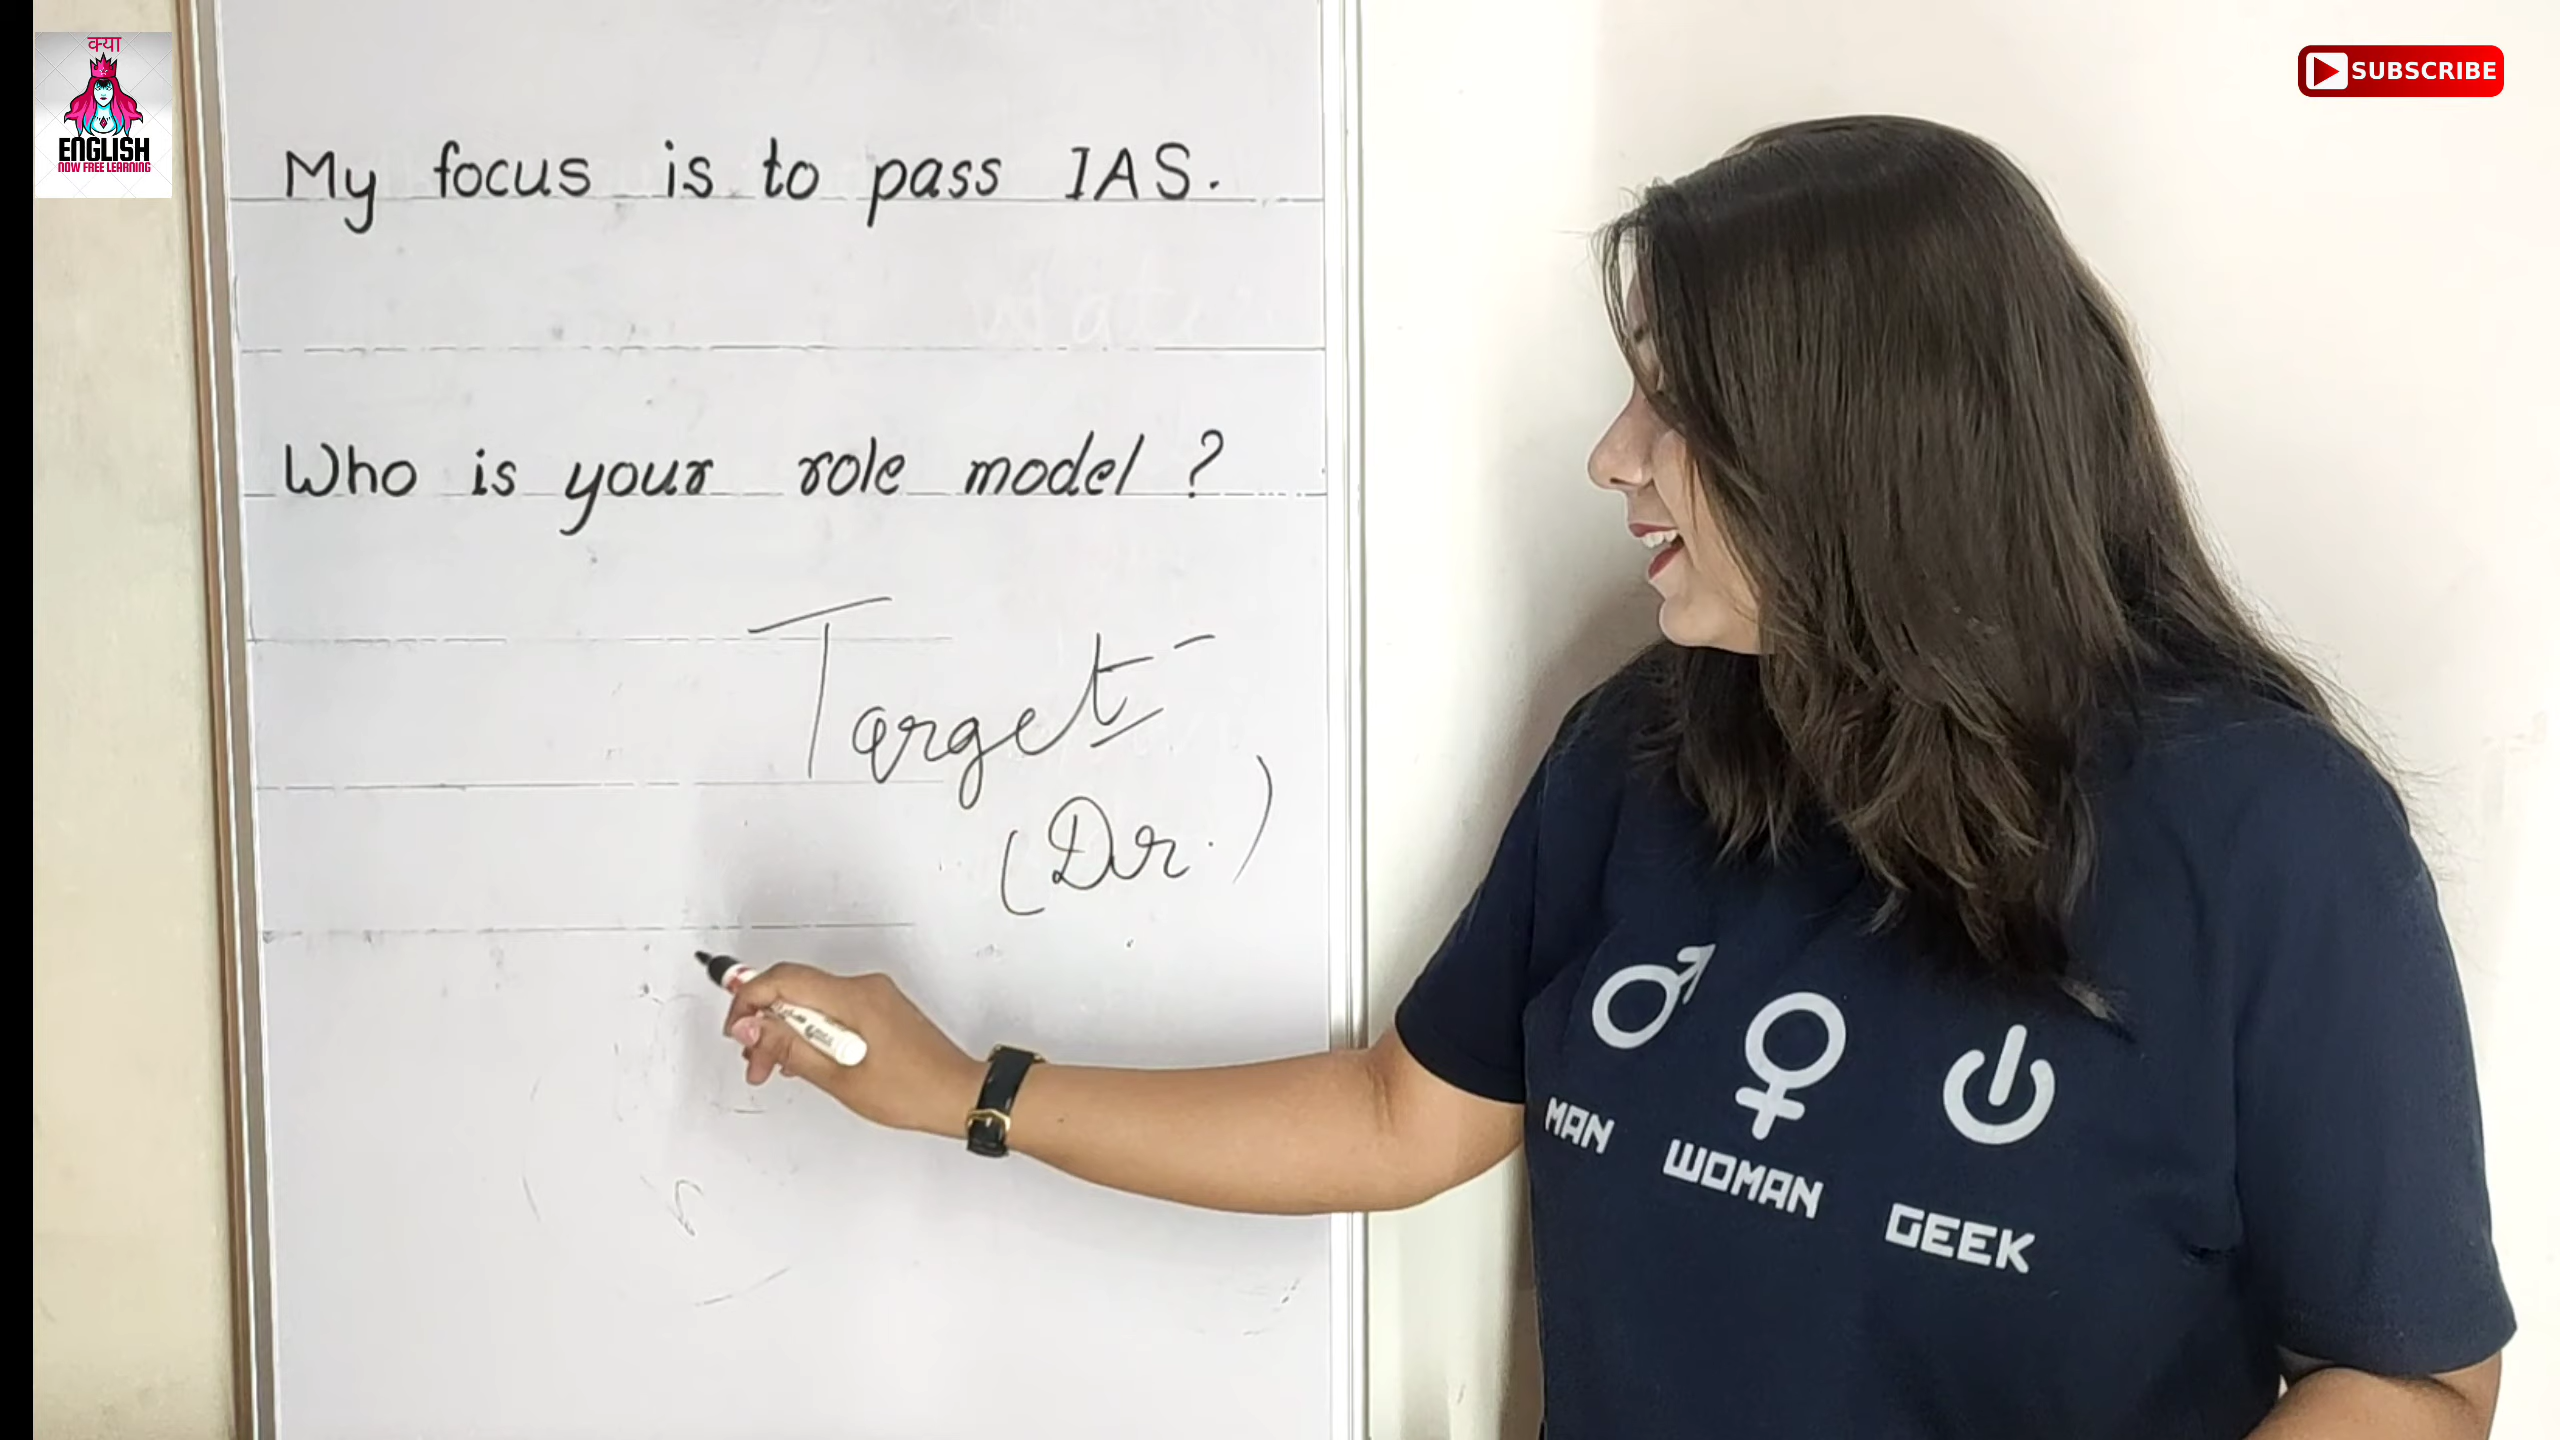 क्या
ENGLISH
NOW FREE LEARNING
SUBSCRIBE
My focus is to pass IAS.
Who is your role model ?
Target
(Dr.)
MAN
WOMAN
GEEK